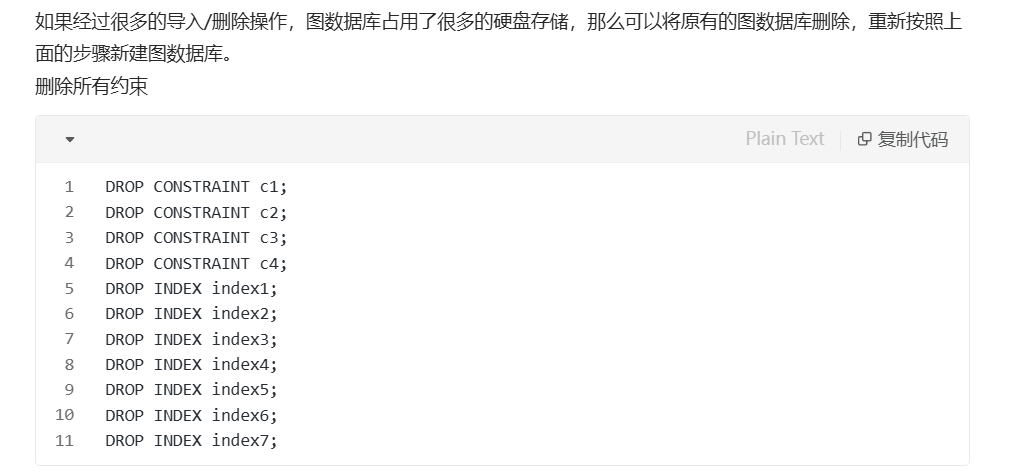 如果经过很多的导入/删除操作，图数据库占用了很多的硬盘存储，那么可以将原有的图数据库删除，重新按照上
面的步骤新建图数据库。
删除所有约束
Plain Text 复制代码
1 DROP CONSTRAINT c1;
2 DROP CONSTRAINT c2;
3 DROP CONSTRAINT c3;
4 DROP CONSTRAINT c4;
5 DROP INDEX index1;
6 DROP INDEX index2;
7 DROP INDEX index3;
8 DROP INDEX index4;
9 DROP INDEX index5;
10 DROP INDEX index6;
11 DROP INDEX index7;